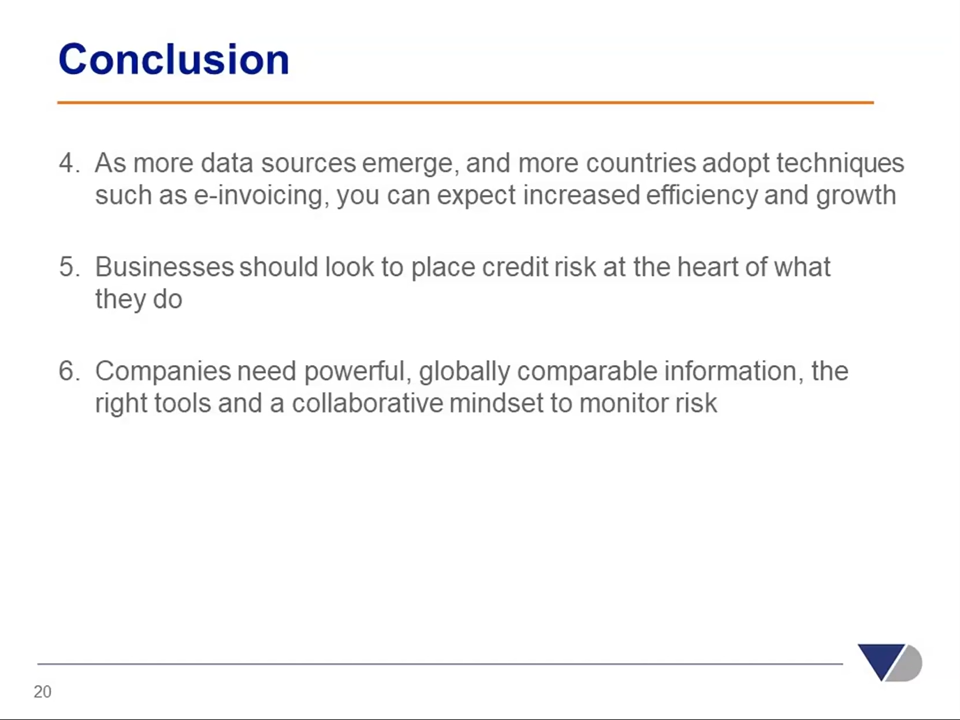 Conclusion
4. As more data sources emerge, and more countries adopt techniques
such as e-invoicing, you can expect increased efficiency and growth
5. Businesses should look to place credit risk at the heart of what
they do
6. Companies need powerful, globally comparable information, the
right tools and a collaborative mindset to monitor risk
20